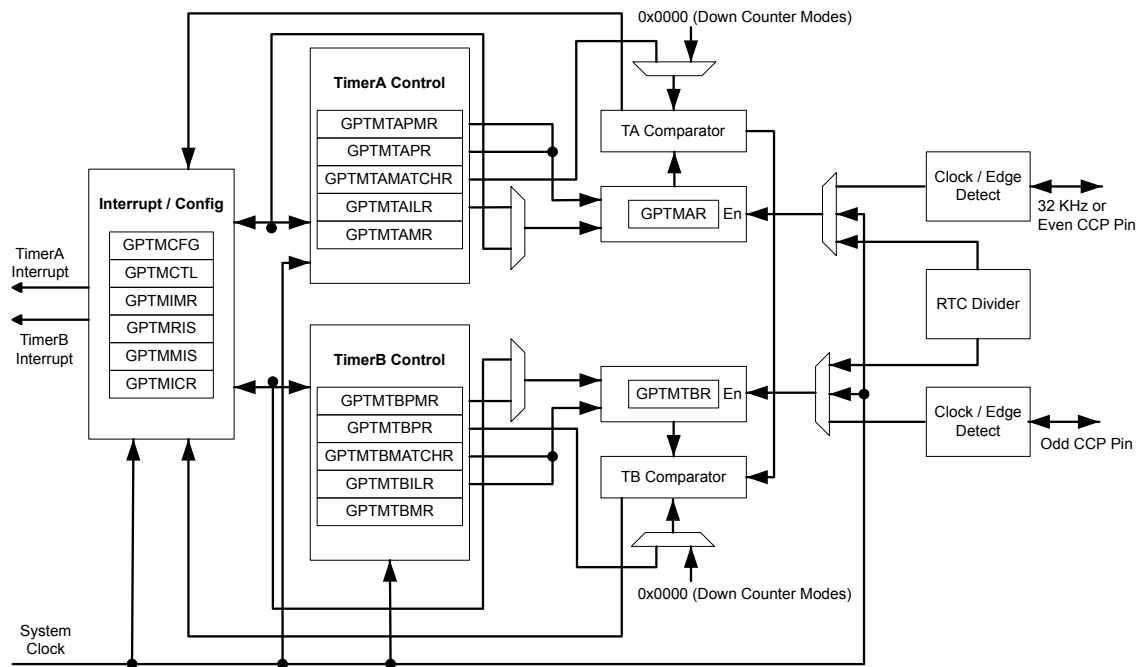 0x0000 (Down Counter Modes)
TimerA Control
GPTMTAPMR
GPTMTAPR
GPTMTAMATCHR
GPTMTAILR
GPTMTAMR
TA Comparator
GPTMAR
En
Clock / Edge
Detect
32 KHz or
Even CCP Pin
Interrupt / Config
GPTMCFG
GPTMCTL
GPTMIMR
GPTMRIS
GPTMMIS
GPTMICR
TimerA
Interrupt
TimerB
Interrupt
RTC Divider
TimerB Control
GPTMTBPMR
GPTMTBPR
GPTMTBMATCHR
GPTMTBILR
GPTMTBMR
GPTMTBR
En
TB Comparator
Clock / Edge
Detect
Odd CCP Pin
0x0000 (Down Counter Modes)
System
Clock